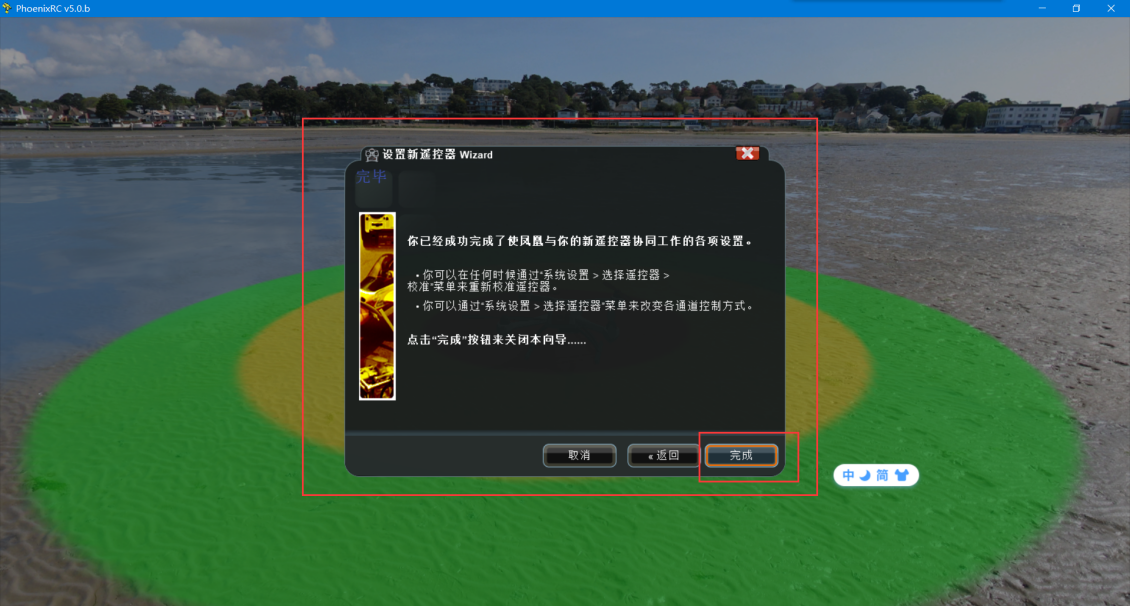 PhoenixRC v5.0.b
设置新遥控器 Wizard
完毕
你已经成功完成了使凤凰与你的新遥控器协同工作的各项设置。
• 你可以在任何时候通过"系统设置 > 选择遥控器 >
校准"菜单来重新校准遥控器。
• 你可以通过"系统设置 > 选择遥控器"菜单来改变各通道控制方式。
点击"完成"按钮来关闭本向导......
取消
« 返回
完成
中 简